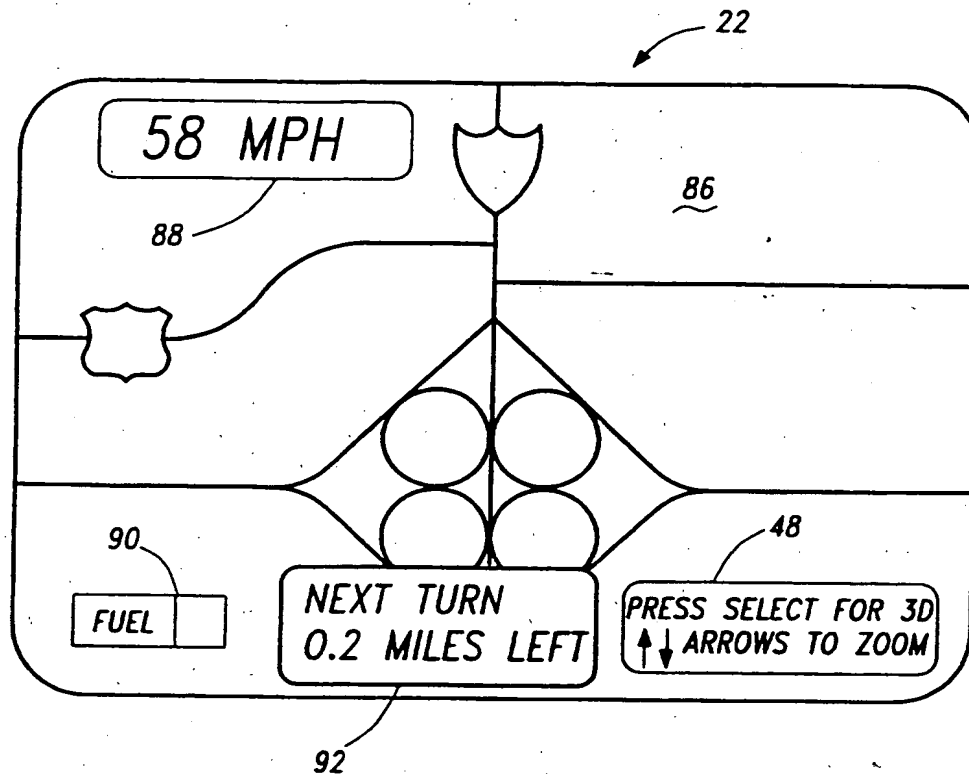 22
58 MPH
88
86
90
48
FUEL
NEXT TURN
0.2 MILES LEFT
PRESS SELECT FOR 3D
↑↓ ARROWS TO ZOOM
92